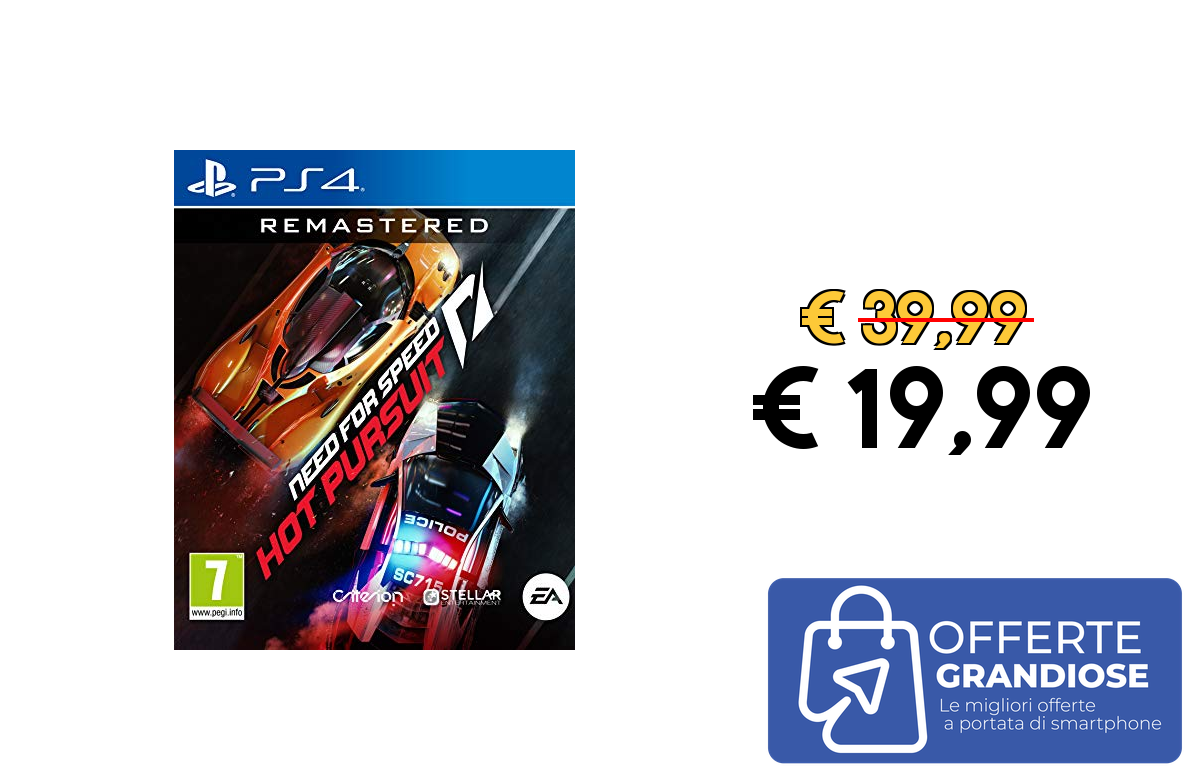 PS4
REMASTERED
NEED FOR SPEED
HOT PURSUIT
POLICE
SC715
7
www.pegi.info
Criterion
STELLAR
ENTERTAINMENT
EA
€ 39,99
€ 19,99
OFFERTE
GRANDIOSE
Le migliori offerte
a portata di smartphone